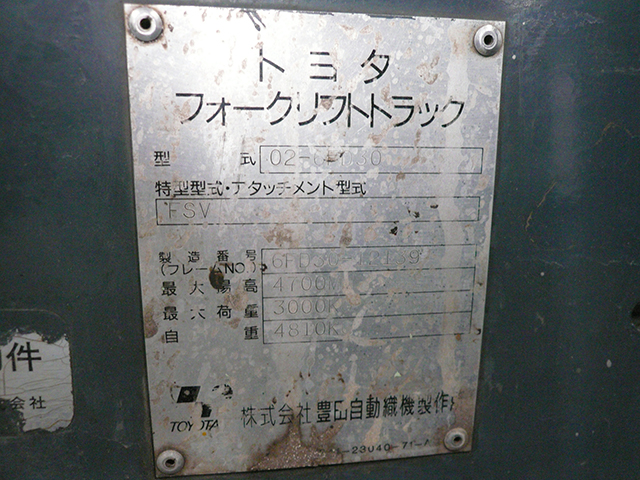 トヨタ
フォークリフトトラック
型 式
特型型式・アタッチメント型式
FSV
製造番号
(フレームNO.)
最大揚高 4700
最大荷重 3000K
自重 4810K
TOYOTA 株式会社豊田自動織機製作
-23040-71-
件
会社